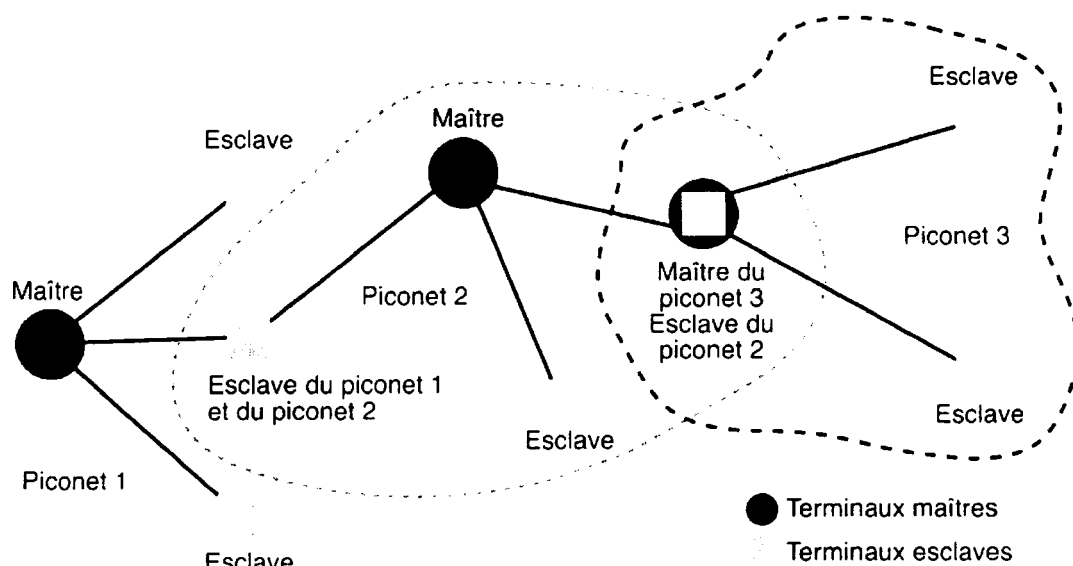 Esclave
Maître
Esclave
Maître
Piconet 2
Esclave du piconet 1
et du piconet 2
Esclave
Piconet 1
Esclave
Maître du
piconet 3
Esclave du
piconet 2
Piconet 3
Esclave
Terminaux maîtres
Terminaux esclaves
Esclave